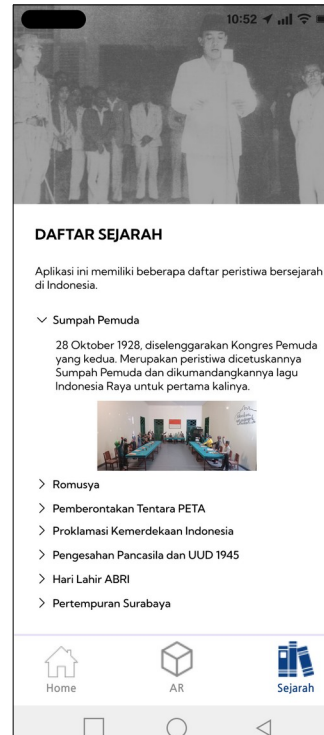 10:52
DAFTAR SEJARAH
Aplikasi ini memiliki beberapa daftar peristiwa bersejarah
di Indonesia.
Sumpah Pemuda
28 Oktober 1928, diselenggarakan Kongres Pemuda
yang kedua. Merupakan peristiwa dicetuskannya
Sumpah Pemuda dan dikumandangkannya lagu
Indonesia Raya untuk pertama kalinya.
Romusya
Pemberontakan Tentara PETA
Proklamasi Kemerdekaan Indonesia
Pengesahan Pancasila dan UUD 1945
Hari Lahir ABRI
Pertempuran Surabaya
Home
AR
Sejarah